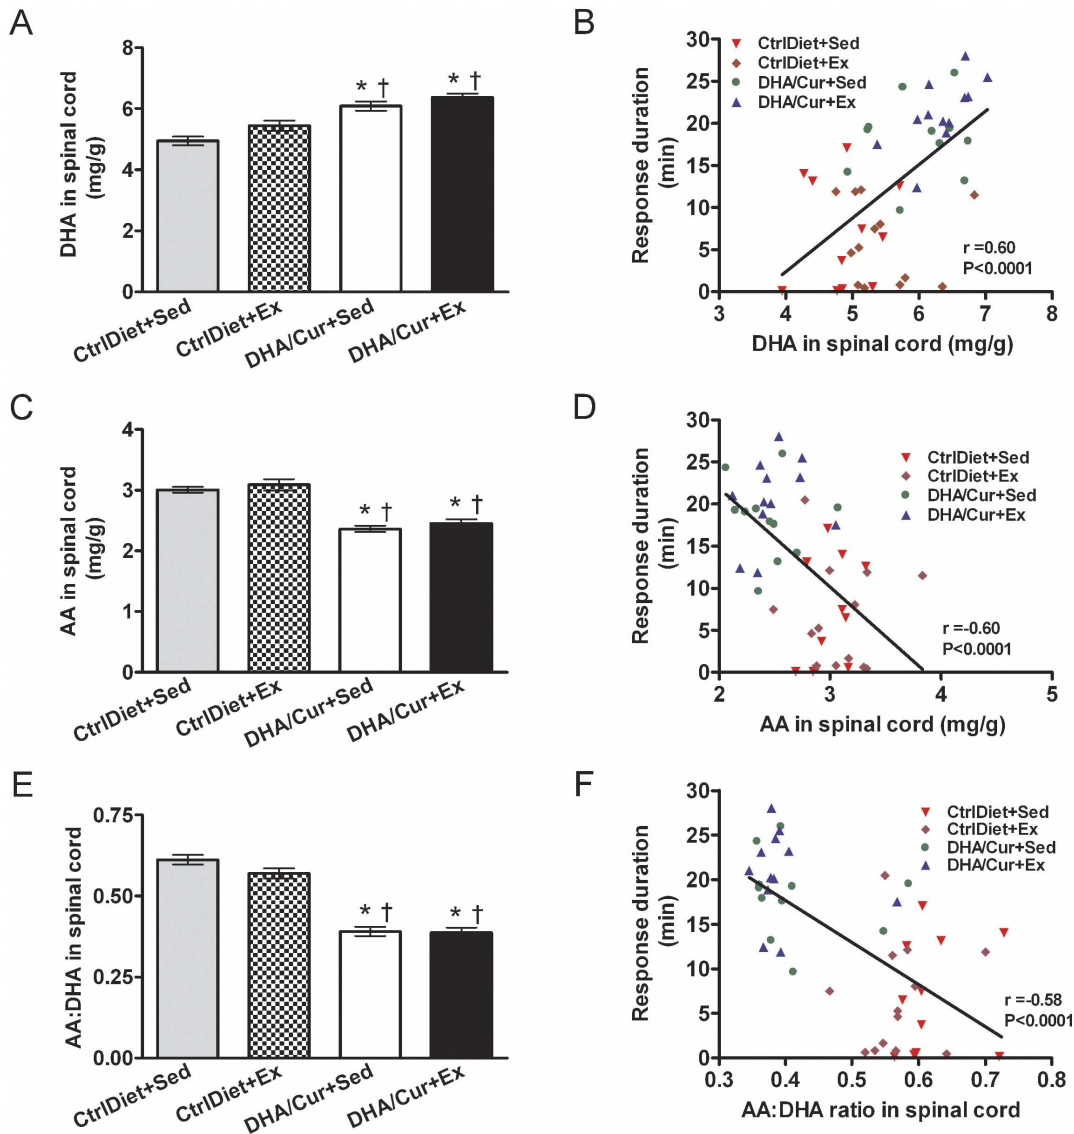 A
DHA in spinal cord
(mg/g)
8
6
4
2
0
* †
* †
CtrlDiet+Sed
CtrlDiet+Ex
DHA/Cur+Sed
DHA/Cur+Ex
B
Response duration
(min)
30
25
20
15
10
5
0
CtrlDiet+Sed
CtrlDiet+Ex
DHA/Cur+Sed
DHA/Cur+Ex
r =0.60
P<0.0001
3 4 5 6 7 8
DHA in spinal cord (mg/g)
C
AA in spinal cord
(mg/g)
4
3
2
1
0
* †
* †
CtrlDiet+Sed
CtrlDiet+Ex
DHA/Cur+Sed
DHA/Cur+Ex
D
Response duration
(min)
30
25
20
15
10
5
0
CtrlDiet+Sed
CtrlDiet+Ex
DHA/Cur+Sed
DHA/Cur+Ex
r =-0.60
P<0.0001
2 3 4 5
AA in spinal cord (mg/g)
E
AA:DHA in spinal cord
0.75
0.50
0.25
0.00
* †
* †
CtrlDiet+Sed
CtrlDiet+Ex
DHA/Cur+Sed
DHA/Cur+Ex
F
Response duration
(min)
30
25
20
15
10
5
0
CtrlDiet+Sed
CtrlDiet+Ex
DHA/Cur+Sed
DHA/Cur+Ex
r =-0.58
P<0.0001
0.3 0.4 0.5 0.6 0.7 0.8
AA:DHA ratio in spinal cord